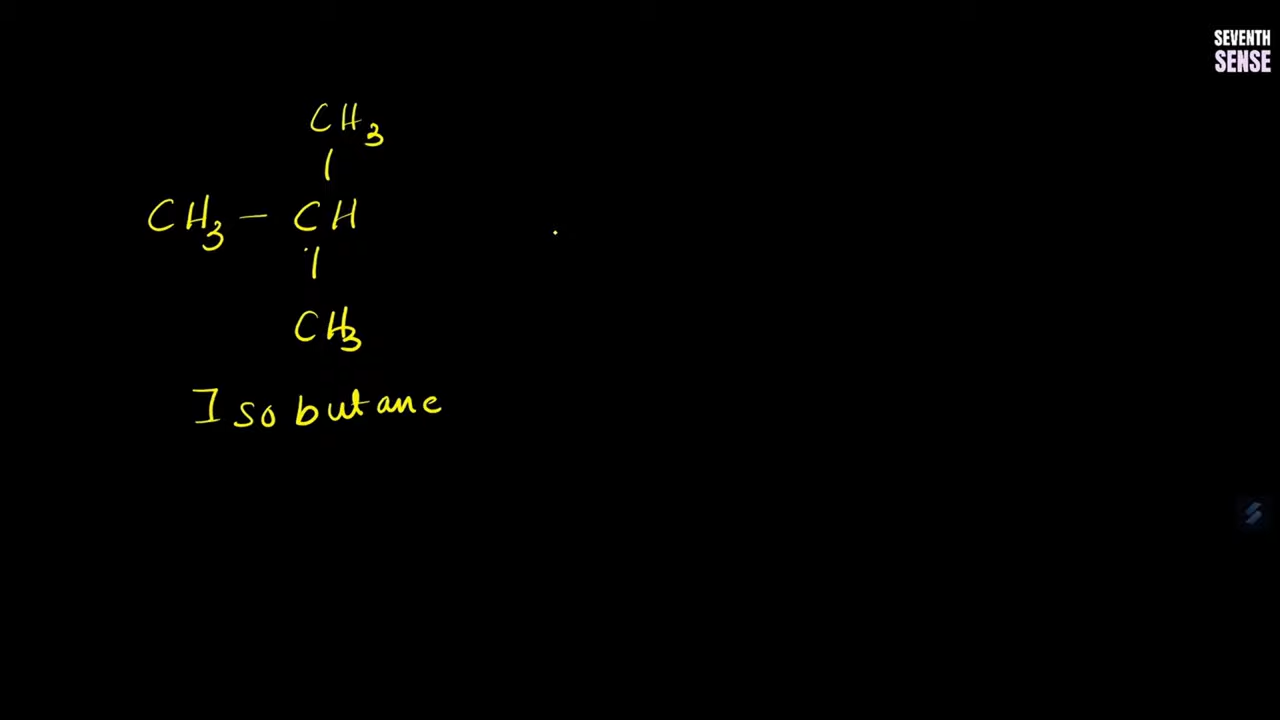 SEVENTH
SENSE
CH3
|
CH3 - CH
|
CH3
Isobutane